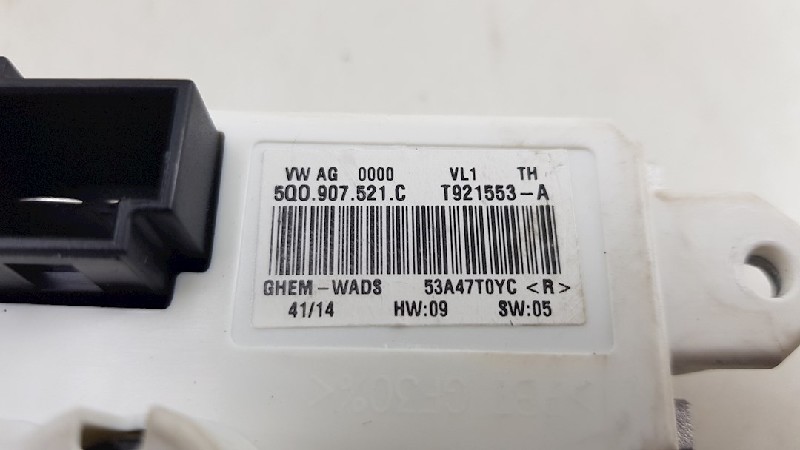 VW AG 0000 VL1 TH
5Q0.907.521.C T921553-A
GHEM-WADS 53A47T0YC <R>
41/14 HW:09 SW:05